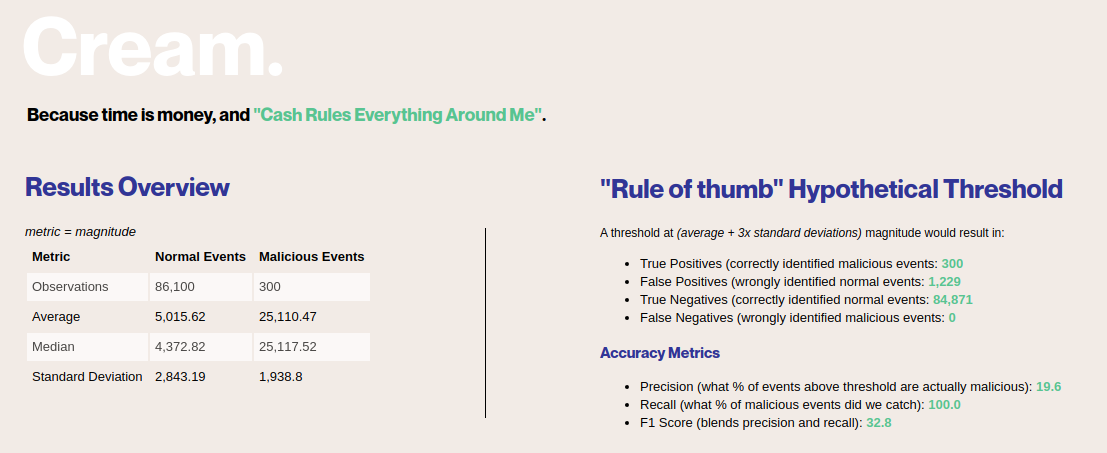 Cream.
Because time is money, and "Cash Rules Everything Around Me".
Results Overview
metric = magnitude
Metric Normal Events Malicious Events
Observations 86,100 300
Average 5,015.62 25,110.47
Median 4,372.82 25,117.52
Standard Deviation 2,843.19 1,938.8
"Rule of thumb" Hypothetical Threshold
A threshold at (average + 3x standard deviations) magnitude would result in:
• True Positives (correctly identified malicious events: 300
• False Positives (wrongly identified normal events: 1,229
• True Negatives (correctly identified normal events: 84,871
• False Negatives (wrongly identified malicious events: 0
Accuracy Metrics
• Precision (what % of events above threshold are actually malicious): 19.6
• Recall (what % of malicious events did we catch): 100.0
• F1 Score (blends precision and recall): 32.8